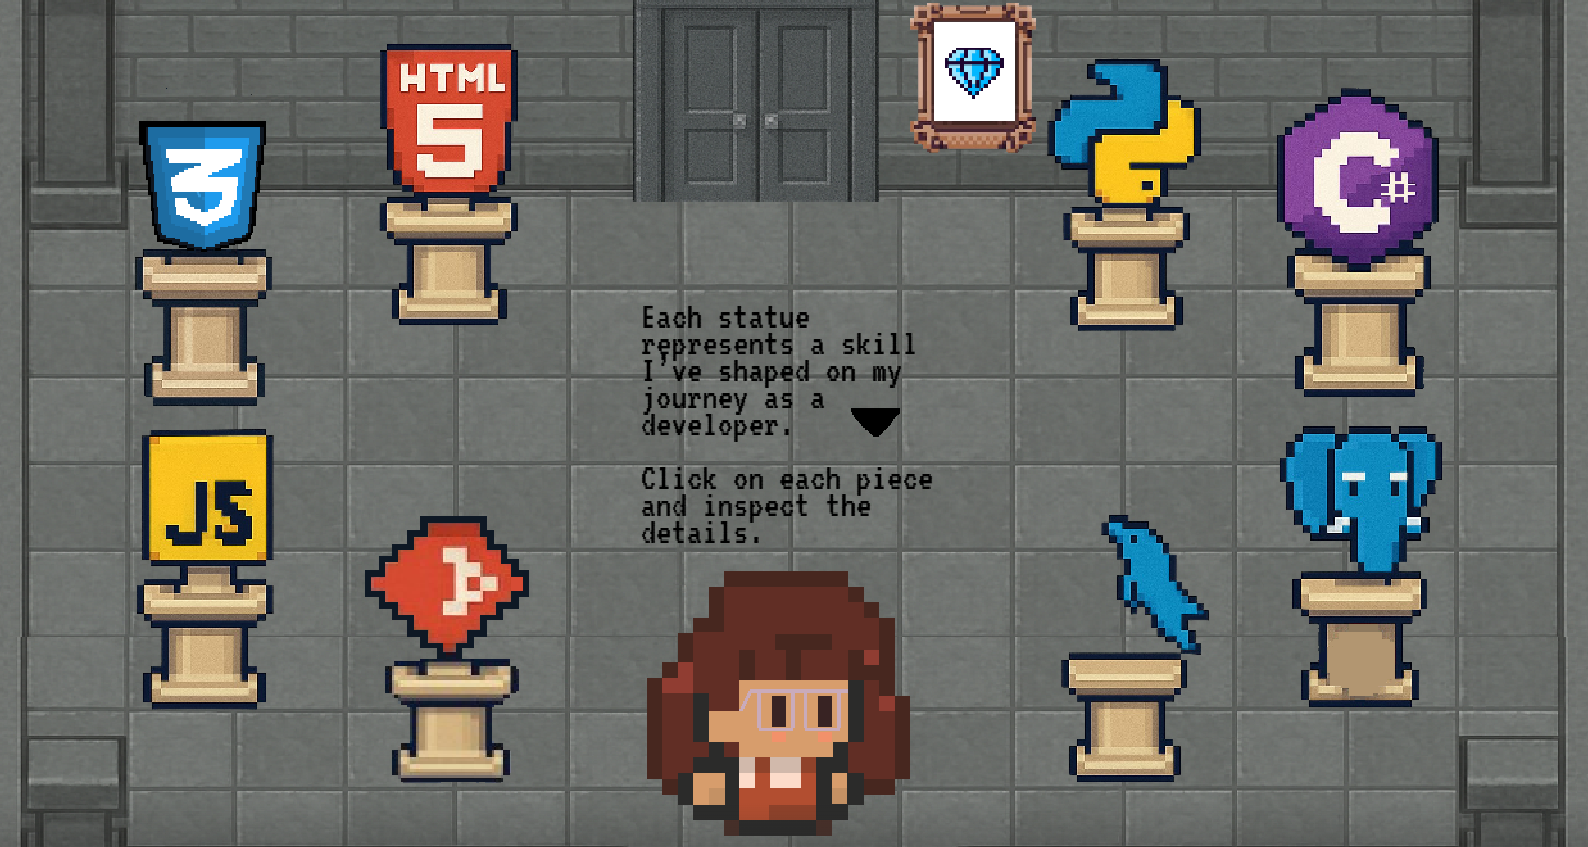 HTML
5
3
C#
JS
Each statue
represents a skill
I've shaped on my
journey as a
developer.
Click on each piece
and inspect the
details.